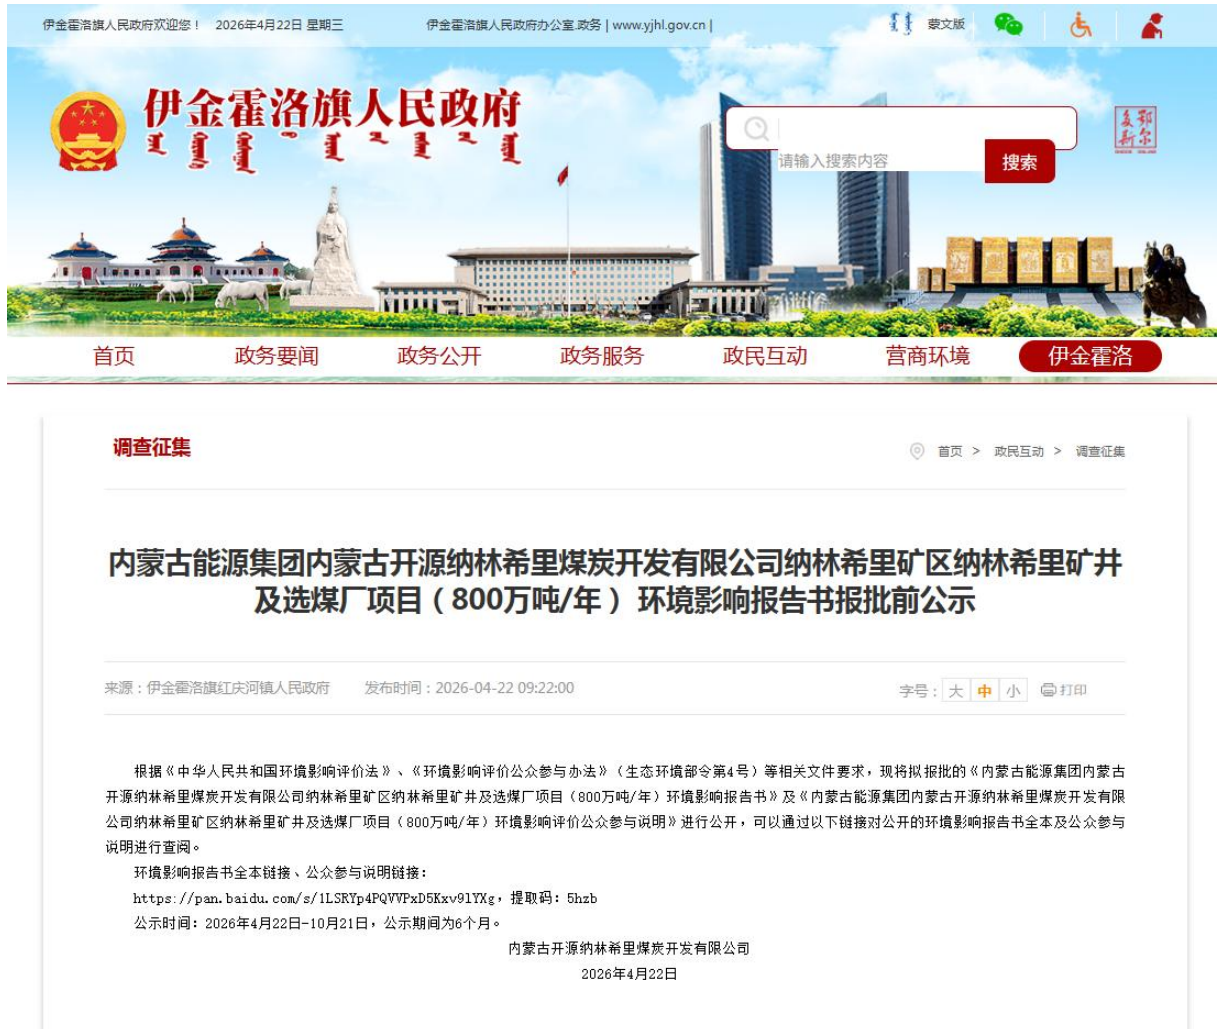 伊金霍洛旗人民政府欢迎您！ 2026年4月22日 星期三 伊金霍洛旗人民政府办公室.政务 | www.yjhl.gov.cn | 蒙文版
伊金霍洛旗人民政府
请输入搜索内容 搜索
首页 政务要闻 政务公开 政务服务 政民互动 营商环境 伊金霍洛
调查征集 首页 > 政民互动 > 调查征集
内蒙古能源集团内蒙古开源纳林希里煤炭开发有限公司纳林希里矿区纳林希里矿井
及选煤厂项目（800万吨/年） 环境影响报告书报批前公示
来源：伊金霍洛旗红庆河镇人民政府 发布时间：2026-04-22 09:22:00 字号： 大 中 小 打印
根据《中华人民共和国环境影响评价法》、《环境影响评价公众参与办法》（生态环境部令第4号）等相关文件要求，现将拟报批的《内蒙古能源集团内蒙古
开源纳林希里煤炭开发有限公司纳林希里矿区纳林希里矿井及选煤厂项目（800万吨/年）环境影响报告书》及《内蒙古能源集团内蒙古开源纳林希里煤炭开发有限
公司纳林希里矿区纳林希里矿井及选煤厂项目（800万吨/年）环境影响评价公众参与说明》进行公开，可以通过以下链接对公开的环境影响报告书全本及公众参与
说明进行查阅。
环境影响报告书全本链接、公众参与说明链接：
https://pan.baidu.com/s/1LSRYp4PQVVPxD5Kxv9lYXg，提取码：5hzb
公示时间：2026年4月22日-10月21日，公示期间为6个月。
内蒙古开源纳林希里煤炭开发有限公司
2026年4月22日